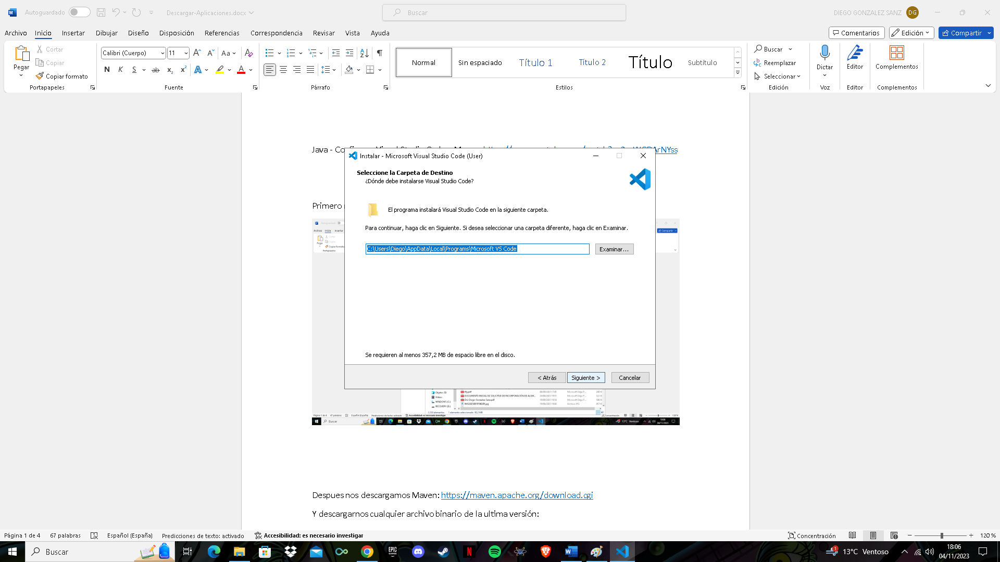 Autoguardado
Descargar-Aplicaciones.docx
Buscar
DIEGO GONZALEZ SANZ
DG
Archivo Inicio Insertar Dibujar Diseño Disposición Referencias Correspondencia Revisar Vista Ayuda
Comentarios Edición Compartir
Pegar
Cortar
Copiar
Copiar formato
Portapapeles
Calibri (Cuerpo) 11
N K S ab x₂ x²
Fuente
Párrafo
Normal Sin espaciado Título 1 Título 2 Título Subtítulo
Estilos
Buscar
Reemplazar
Seleccionar
Edición
Dictar
Voz
Editor
Editor
Complementos
Complementos
Java - Co
ArNYss
Instalar - Microsoft Visual Studio Code (User)
Seleccione la Carpeta de Destino
¿Dónde debe instalarse Visual Studio Code?
Primero
El programa instalará Visual Studio Code en la siguiente carpeta.
Para continuar, haga clic en Siguiente. Si desea seleccionar una carpeta diferente, haga clic en Examinar.
C:\Users\Diego\AppData\Local\Programs\Microsoft VS Code
Examinar...
Se requieren al menos 357,2 MB de espacio libre en el disco.
< Atrás Siguiente > Cancelar
Despues nos descargamos Maven: https://maven.apache.org/download.cgi
Y descargarnos cualquier archivo binario de la ultima versión:
Página 1 de 4 67 palabras Español (España) Predicciones de texto: activado Accesibilidad: es necesario investigar
Concentración 120 %
Buscar
EPIC GAMES
13°C Ventoso
18:06
04/11/2023